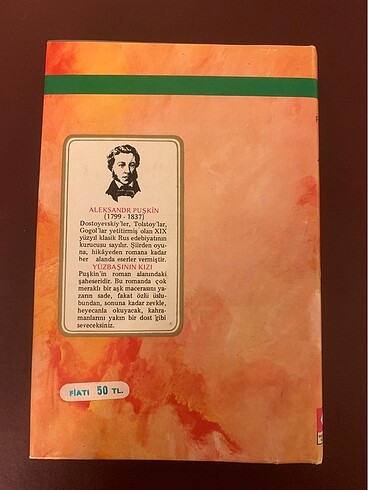 ALEKSANDR PUŞKİN
(1799 - 1837)
Dostoyevskiy'ler, Tolstoy'lar,
Gogol'lar yetitirmiş olan XIX
yüzyıl klasik Rus edebiyatının
kurucusu sayılır. Şiirden oyu-
na, hikâyeden romana kadar
her alanda eserler vermiştir.
YÜZBAŞININ KIZI
Puşkin'in roman alanındaki
şaheseridir. Bu romanda çok
meraklı bir aşk macerasını ya-
zarın sade, fakat özlü üslu-
bundan, sonuna kadar zevkle,
heyecanla okuyacak, kahra-
manlarını yakın bir dost gibi
seveceksiniz.
FİATI 50 TL.